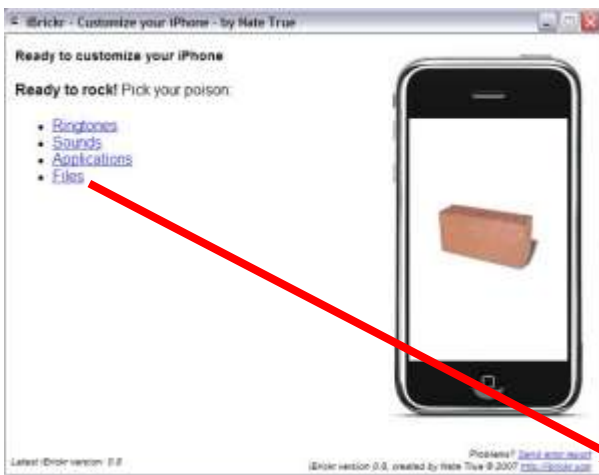 iBrickr - Customize your iPhone - by Nate True
Ready to customize your iPhone
Ready to rock! Pick your poison:
• Ringtones
• Sounds
• Applications
• Files
Problems? Send error report
Latest iBrickr version: 0.8
iBrickr version 0.8, created by Nate True © 2007